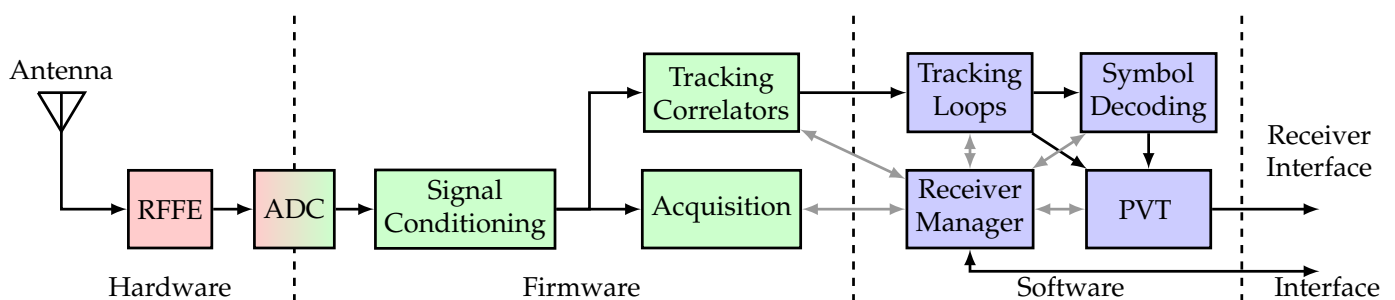 Antenna
RFFE
ADC
Signal
Conditioning
Tracking
Correlators
Acquisition
Tracking
Loops
Symbol
Decoding
Receiver
Manager
PVT
Receiver
Interface
Hardware
Firmware
Software
Interface